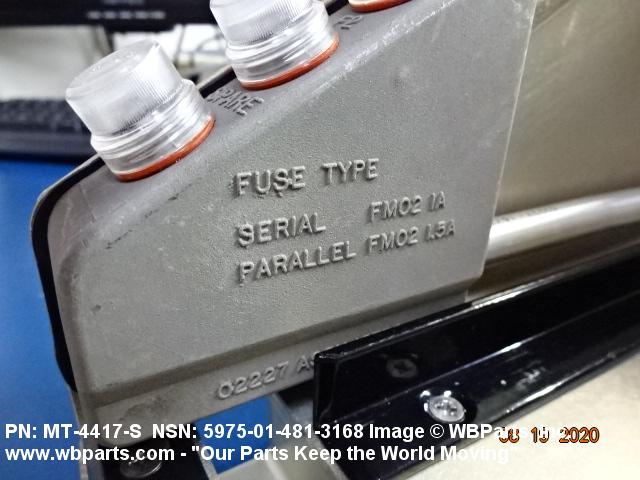 SPARE
FUSE TYPE
SERIAL FM02 1A
PARALLEL FM02 1.5A
02227
PN: MT-4417-S NSN: 5975-01-481-3168 Image © WBParts, Inc.
08 19 2020
www.wbparts.com - "Our Parts Keep the World Moving"